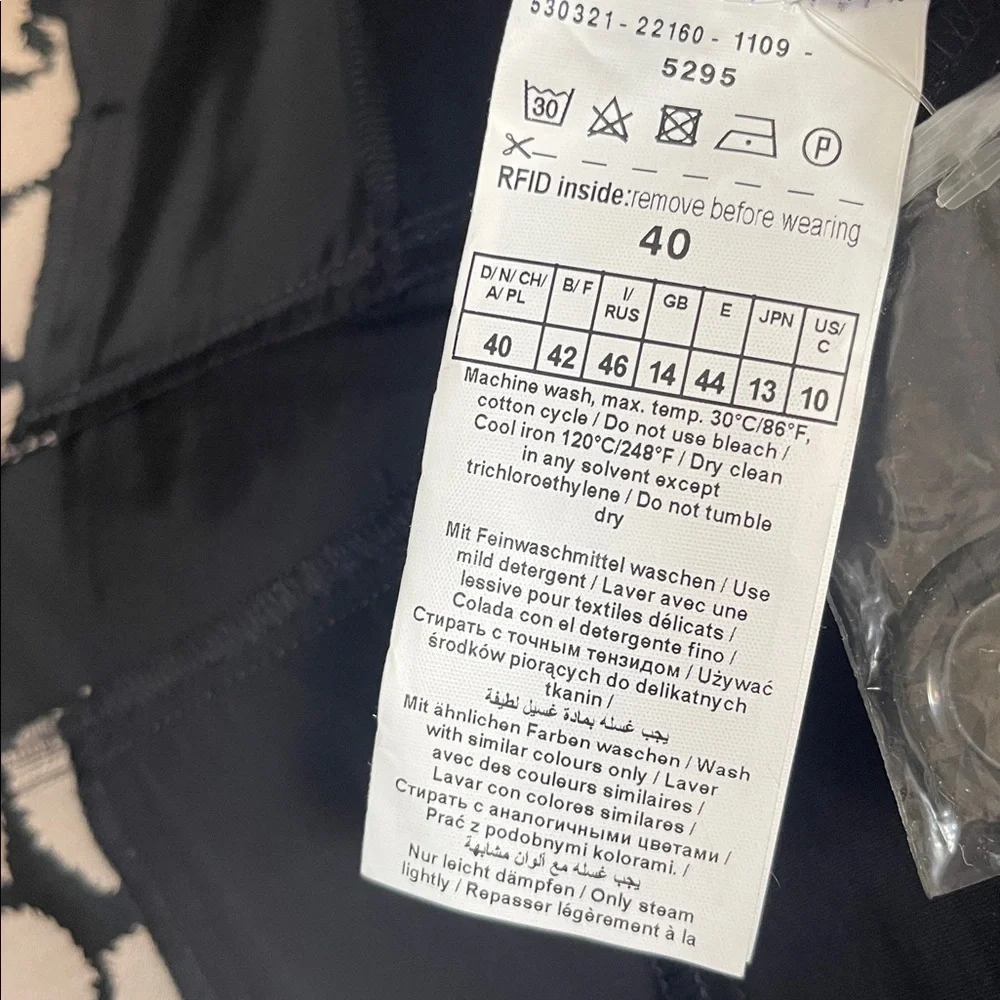 530321-22160-1109-
5295
30 P
RFID inside:remove before wearing
40
D/N/CH/
A/PL B/F I/
RUS GB E JPN US/
C
40 42 46 14 44 13 10
Machine wash, max. temp. 30°C/86°F,
cotton cycle / Do not use bleach /
Cool iron 120°C/248°F / Dry clean
in any solvent except
trichloroethylene / Do not tumble
dry
Mit Feinwaschmittel waschen / Use
mild detergent / Laver avec une
lessive pour textiles délicats /
Colada con el detergente fino /
Стирать с точным тензидом / Używać
środków piorących do delikatnych
tkanin /
يجب غسله بمادة غسيل لطيفة
Mit ähnlichen Farben waschen / Wash
with similar colours only / Laver
avec des couleurs similaires /
Lavar con colores similares /
Стирать с аналогичными цветами /
Prać z podobnymi kolorami. /
يجب غسله مع ألوان مشابهة
Nur leicht dämpfen / Only steam
lightly / Repasser légèrement à la